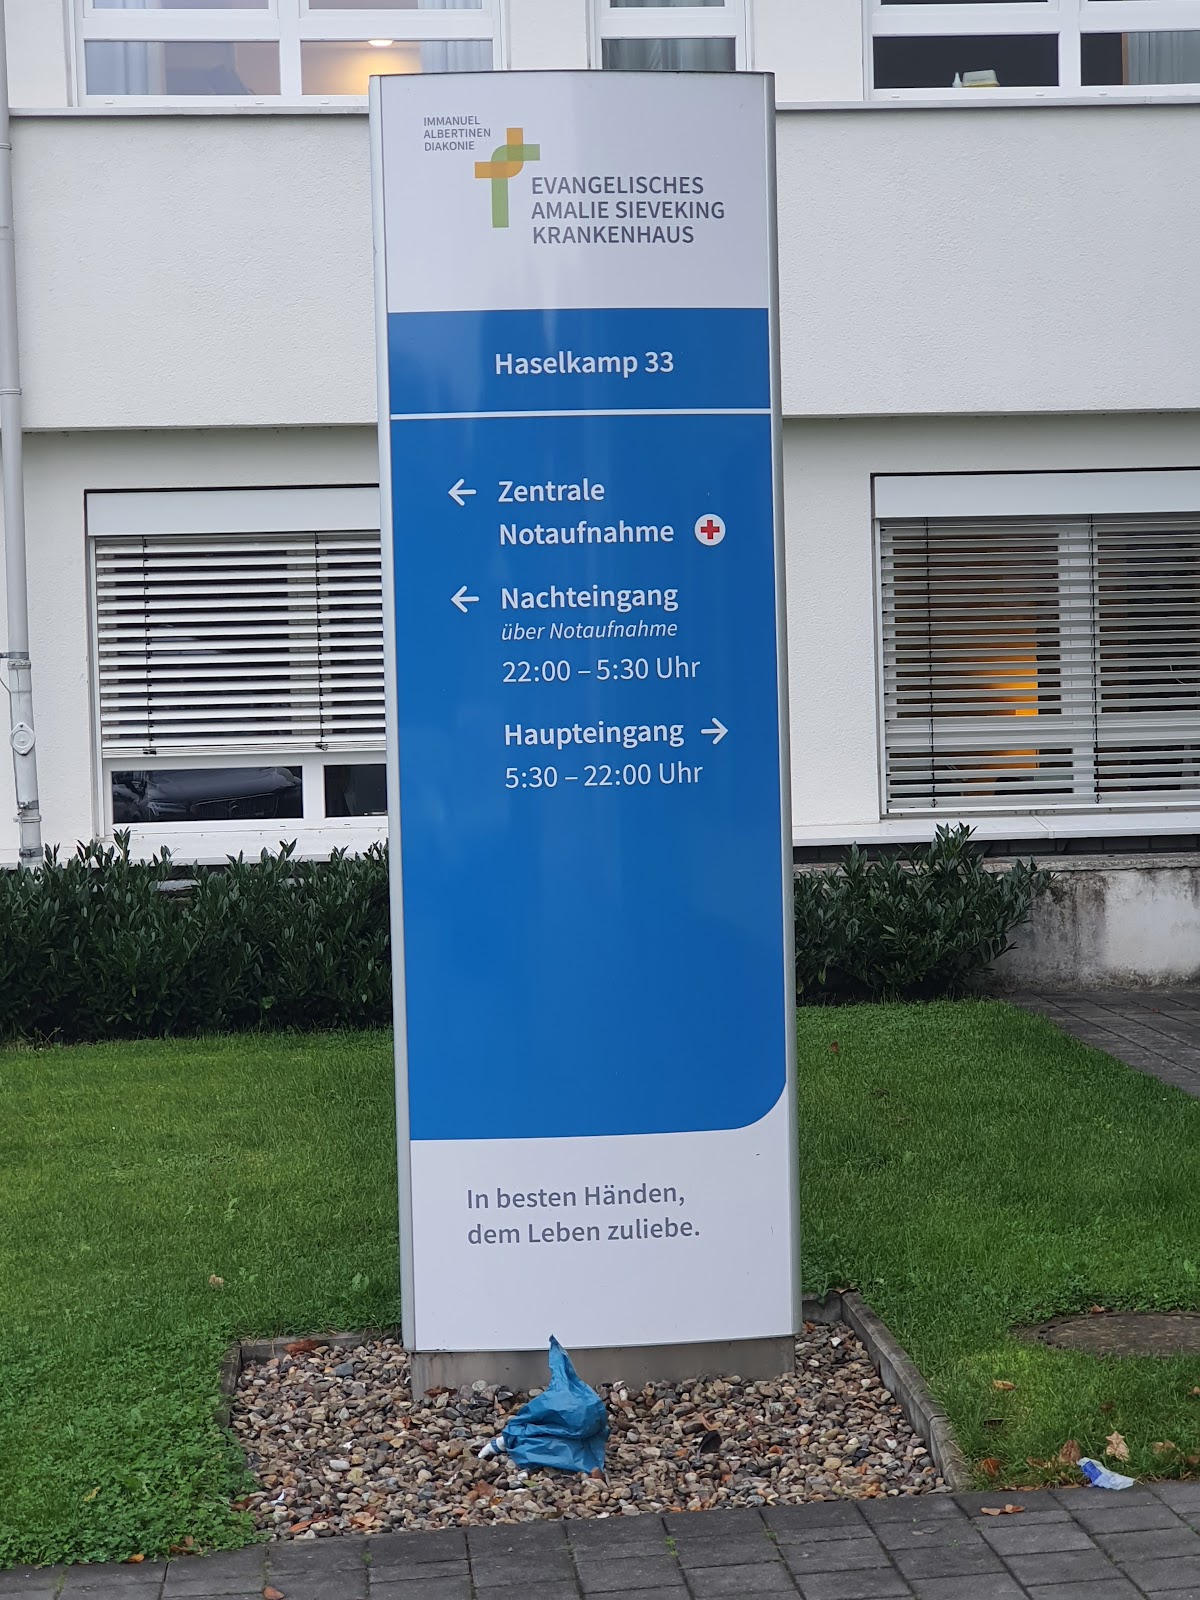 IMMANUEL
ALBERTINEN
DIAKONIE
EVANGELISCHES
AMALIE SIEVEKING
KRANKENHAUS
Haselkamp 33
← Zentrale
Notaufnahme
← Nachteingang
über Notaufnahme
22:00 – 5:30 Uhr
Haupteingang →
5:30 – 22:00 Uhr
In besten Händen,
dem Leben zuliebe.